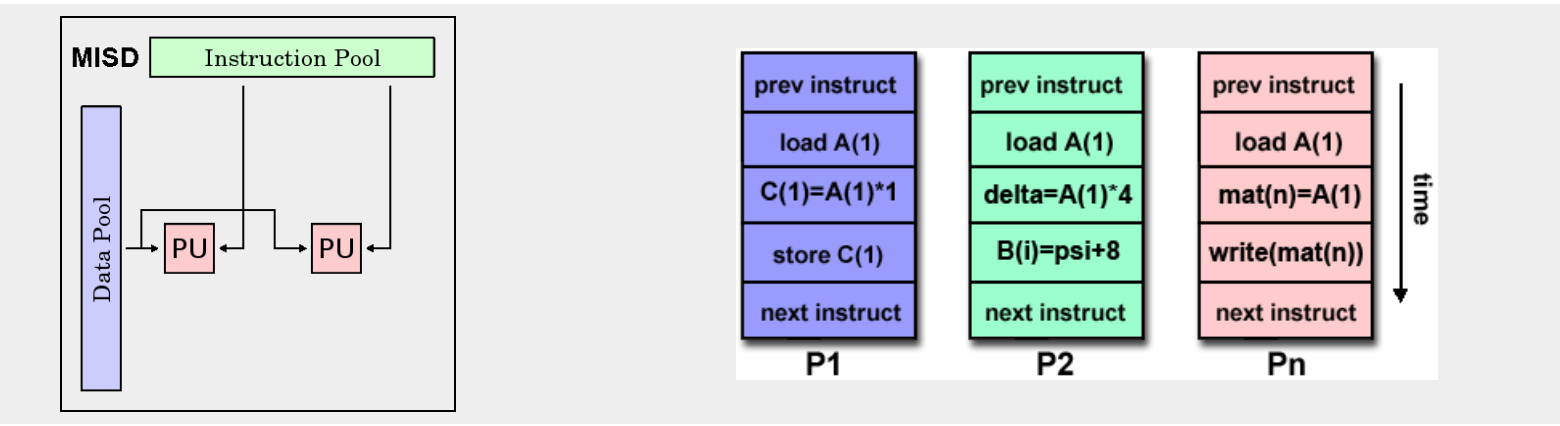 MISD
Instruction Pool
Data Pool
PU
PU
prev instruct
load A(1)
C(1)=A(1)*1
store C(1)
next instruct
P1
prev instruct
load A(1)
delta=A(1)*4
B(i)=psi+8
next instruct
P2
prev instruct
load A(1)
mat(n)=A(1)
write(mat(n))
next instruct
Pn
time